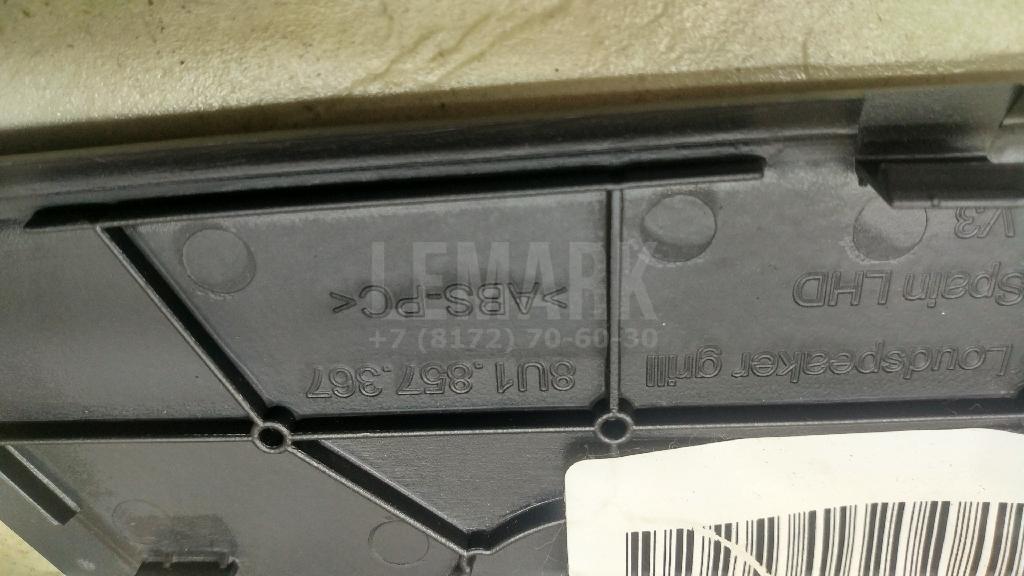 Loudspeaker grill
8U1.857.367
Spain LHD
>ABS-PC<
V3
LEMARK
+7 (8172) 70-60-30